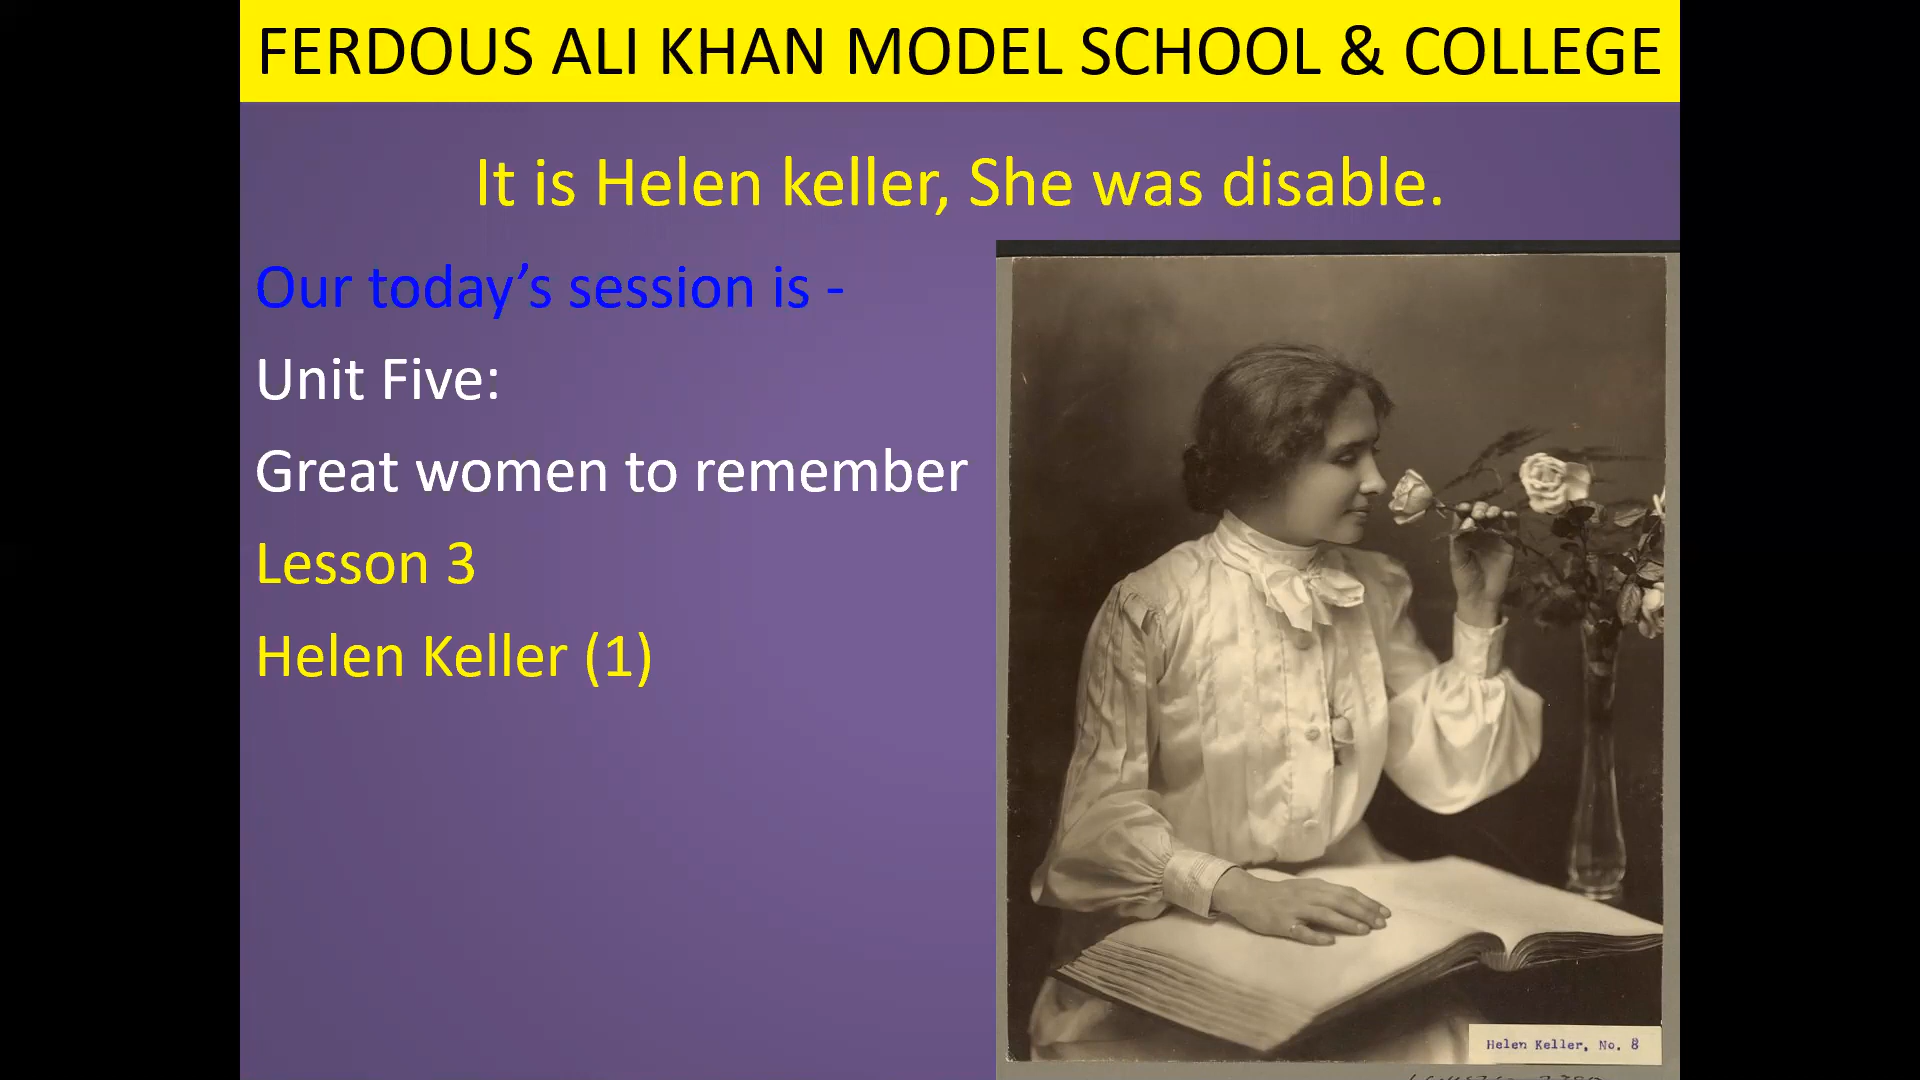 FERDOUS ALI KHAN MODEL SCHOOL & COLLEGE
It is Helen keller, She was disable.
Our today’s session is -
Unit Five:
Great women to remember
Lesson 3
Helen Keller (1)
Helen Keller, No. 8